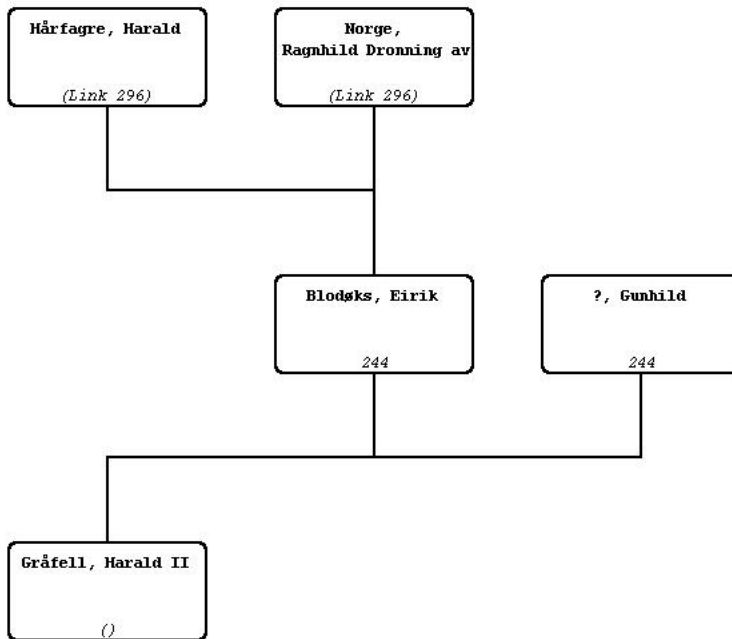 Hårfagre, Harald
(Link 296)
Norge,
Ragnhild Dronning av
(Link 296)
Blodøks, Eirik
244
?, Gunhild
244
Gråfell, Harald II
()